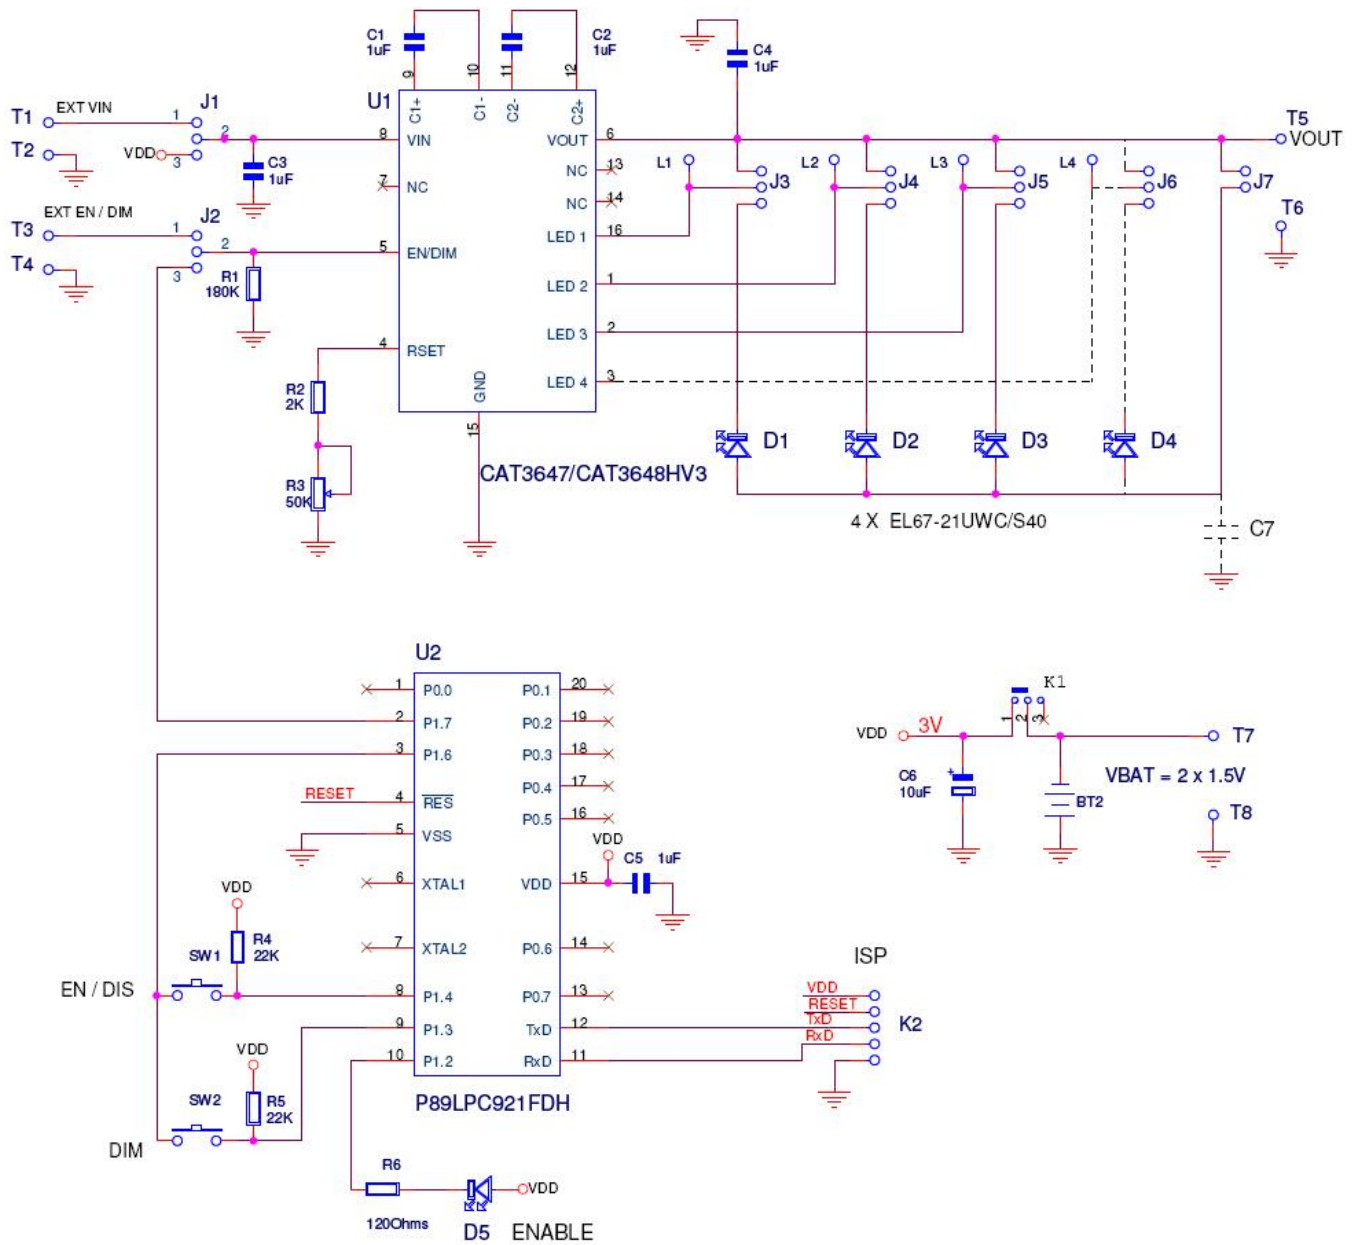 C1
1uF
C2
1uF
C4
1uF
9
10
11
12
U1
C1+
C1-
C2-
C2+
T1
EXT VIN
1
J1
2
T2
VDD
3
C3
1uF
8
VIN
VOUT
6
T5
VOUT
7
NC
NC
13
NC
14
L1
J3
L2
J4
L3
J5
L4
J6
J7
T6
T3
EXT EN / DIM
1
J2
2
T4
3
R1
180K
5
EN/DIM
LED 1
16
LED 2
1
LED 3
2
LED 4
3
4
RSET
GND
15
R2
2K
R3
50K
D1
D2
D3
D4
CAT3647/CAT3648HV3
4 X EL67-21UWC/S40
C7
U2
1
P0.0
P0.1
20
2
P1.7
P0.2
19
3
P1.6
P0.3
18
RESET
4
RES
P0.4
17
5
VSS
P0.5
16
6
XTAL1
VDD
15
VDD
C5 1uF
7
XTAL2
P0.6
14
8
P1.4
P0.7
13
9
P1.3
TxD
12
10
P1.2
RxD
11
P89LPC921FDH
VDD
R4
22K
SW1
EN / DIS
VDD
R5
22K
SW2
DIM
R6
120Ohms
D5
ENABLE
VDD
K1
1
2
3
VDD
3V
C6
+
10uF
BT2
T7
VBAT = 2 x 1.5V
T8
ISP
VDD
RESET
TxD
RxD
K2